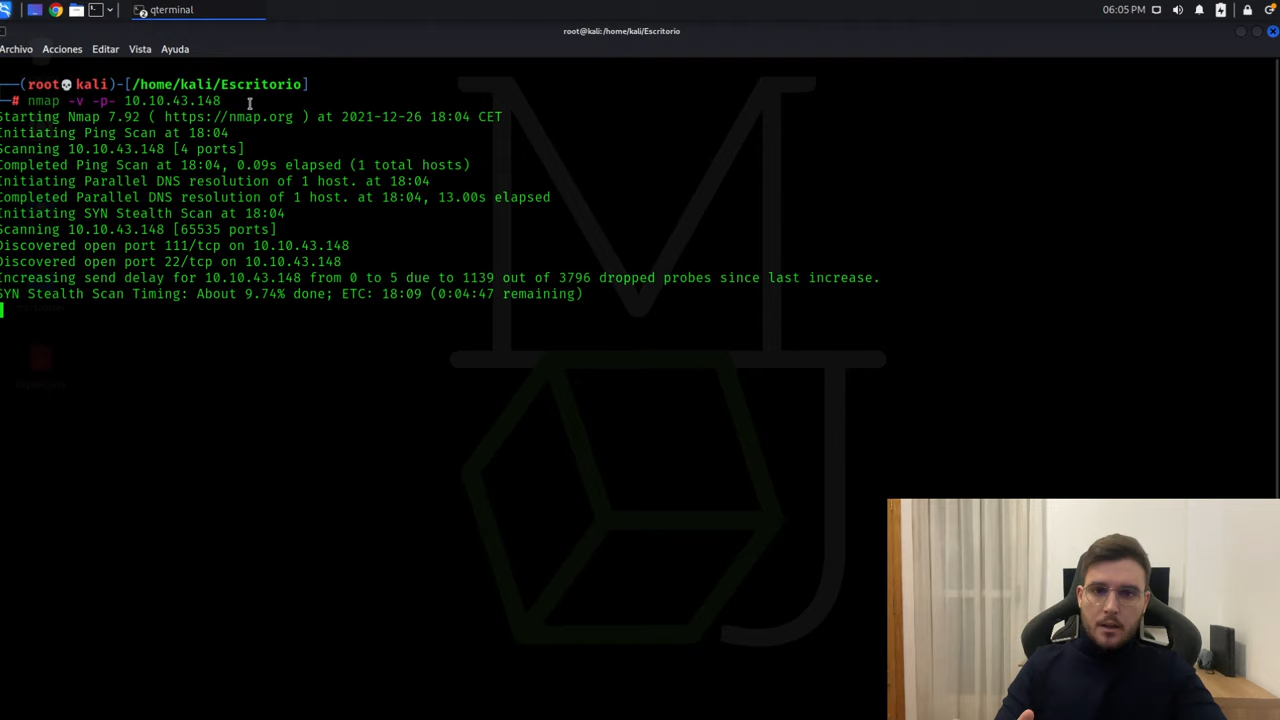 qterminal
06:05 PM
root@kali: /home/kali/Escritorio
Archivo Acciones Editar Vista Ayuda
(root💀kali)-[/home/kali/Escritorio]
# nmap -v -p- 10.10.43.148
Starting Nmap 7.92 ( https://nmap.org ) at 2021-12-26 18:04 CET
Initiating Ping Scan at 18:04
Scanning 10.10.43.148 [4 ports]
Completed Ping Scan at 18:04, 0.09s elapsed (1 total hosts)
Initiating Parallel DNS resolution of 1 host. at 18:04
Completed Parallel DNS resolution of 1 host. at 18:04, 13.00s elapsed
Initiating SYN Stealth Scan at 18:04
Scanning 10.10.43.148 [65535 ports]
Discovered open port 111/tcp on 10.10.43.148
Discovered open port 22/tcp on 10.10.43.148
Increasing send delay for 10.10.43.148 from 0 to 5 due to 1139 out of 3796 dropped probes since last increase.
SYN Stealth Scan Timing: About 9.74% done; ETC: 18:09 (0:04:47 remaining)
M
J